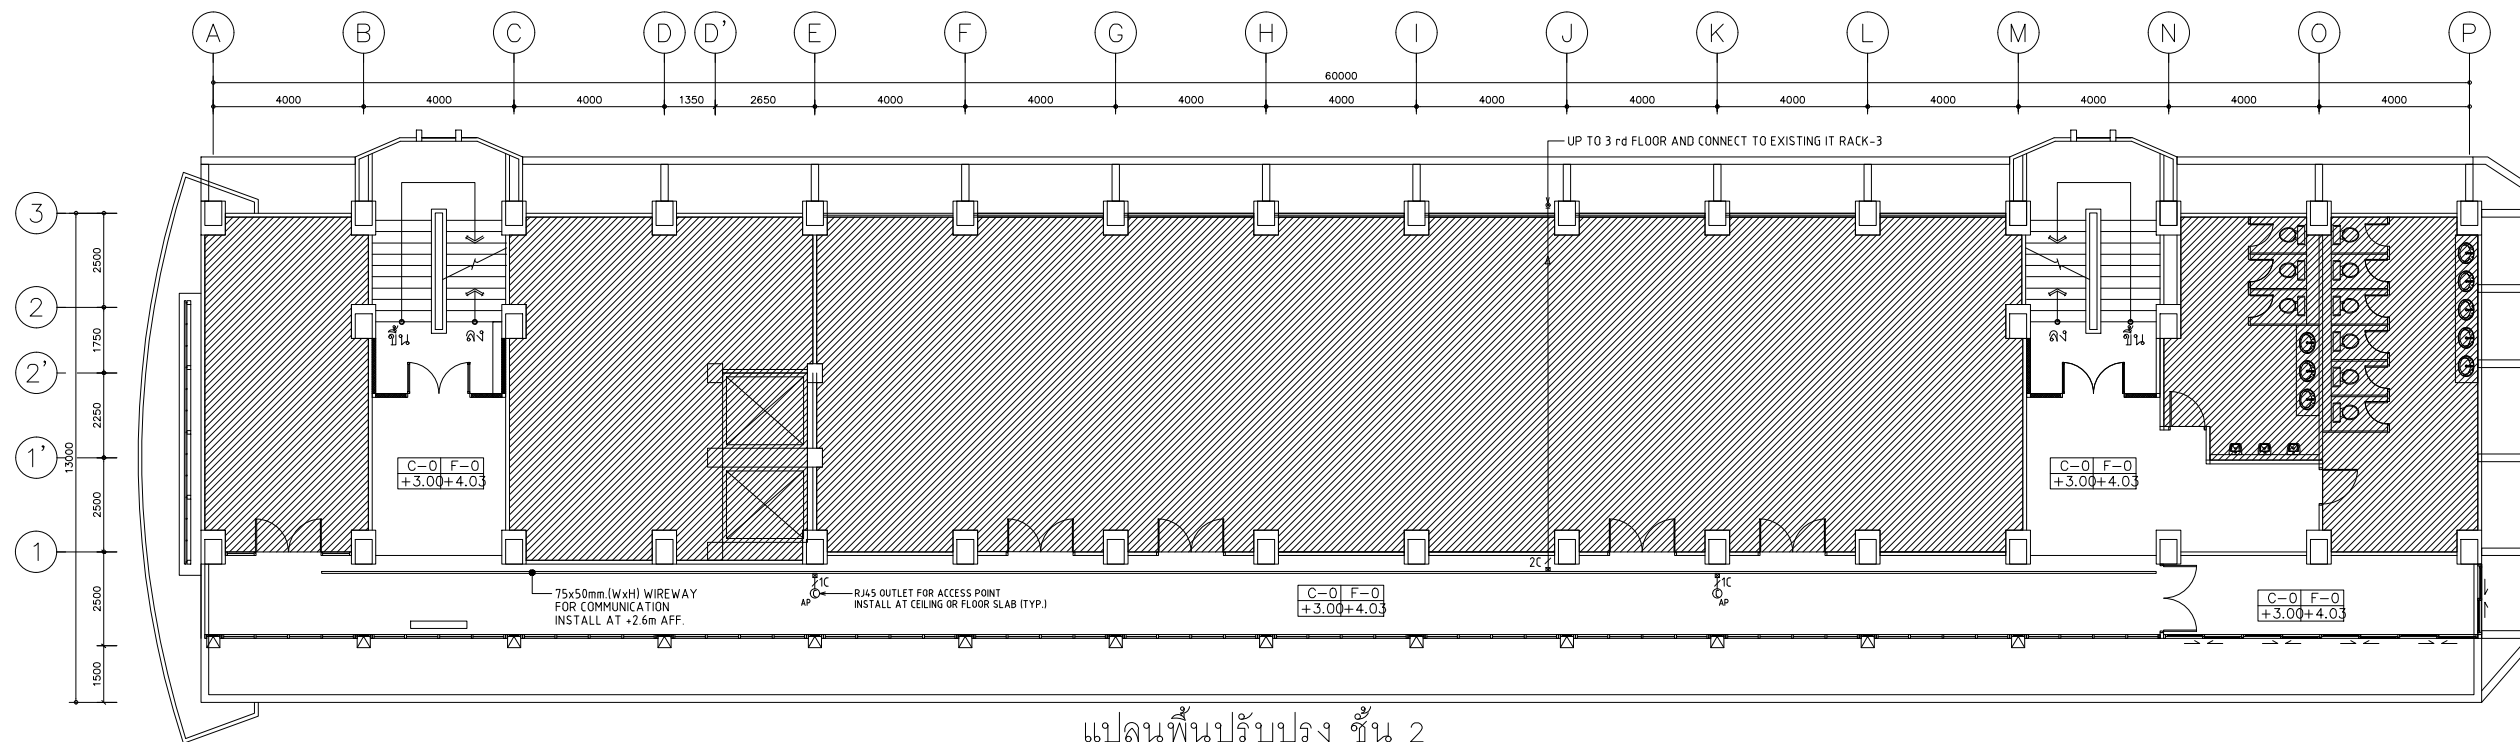 A B C D D' E F G H I J K L M N O P
60000
4000 4000 4000 1350 2650 4000 4000 4000 4000 4000 4000 4000 4000 4000 4000 4000
UP TO 3 rd FLOOR AND CONNECT TO EXISTING IT RACK-3
3
2500
2
1750
ขึ้น ลง
ลง ขึ้น
2'
2250
1'
13000
C-0 F-0
+3.00 +4.03
C-0 F-0
+3.00 +4.03
2500
1
2C
2500
75x50mm.(WxH) WIREWAY
FOR COMMUNICATION
INSTALL AT +2.6m AFF.
1C
AP
RJ45 OUTLET FOR ACCESS POINT
INSTALL AT CEILING OR FLOOR SLAB (TYP.)
C-0 F-0
+3.00 +4.03
1C
AP
C-0 F-0
+3.00 +4.03
1500
แปลนพื้นปรับปรุง ชั้น 2